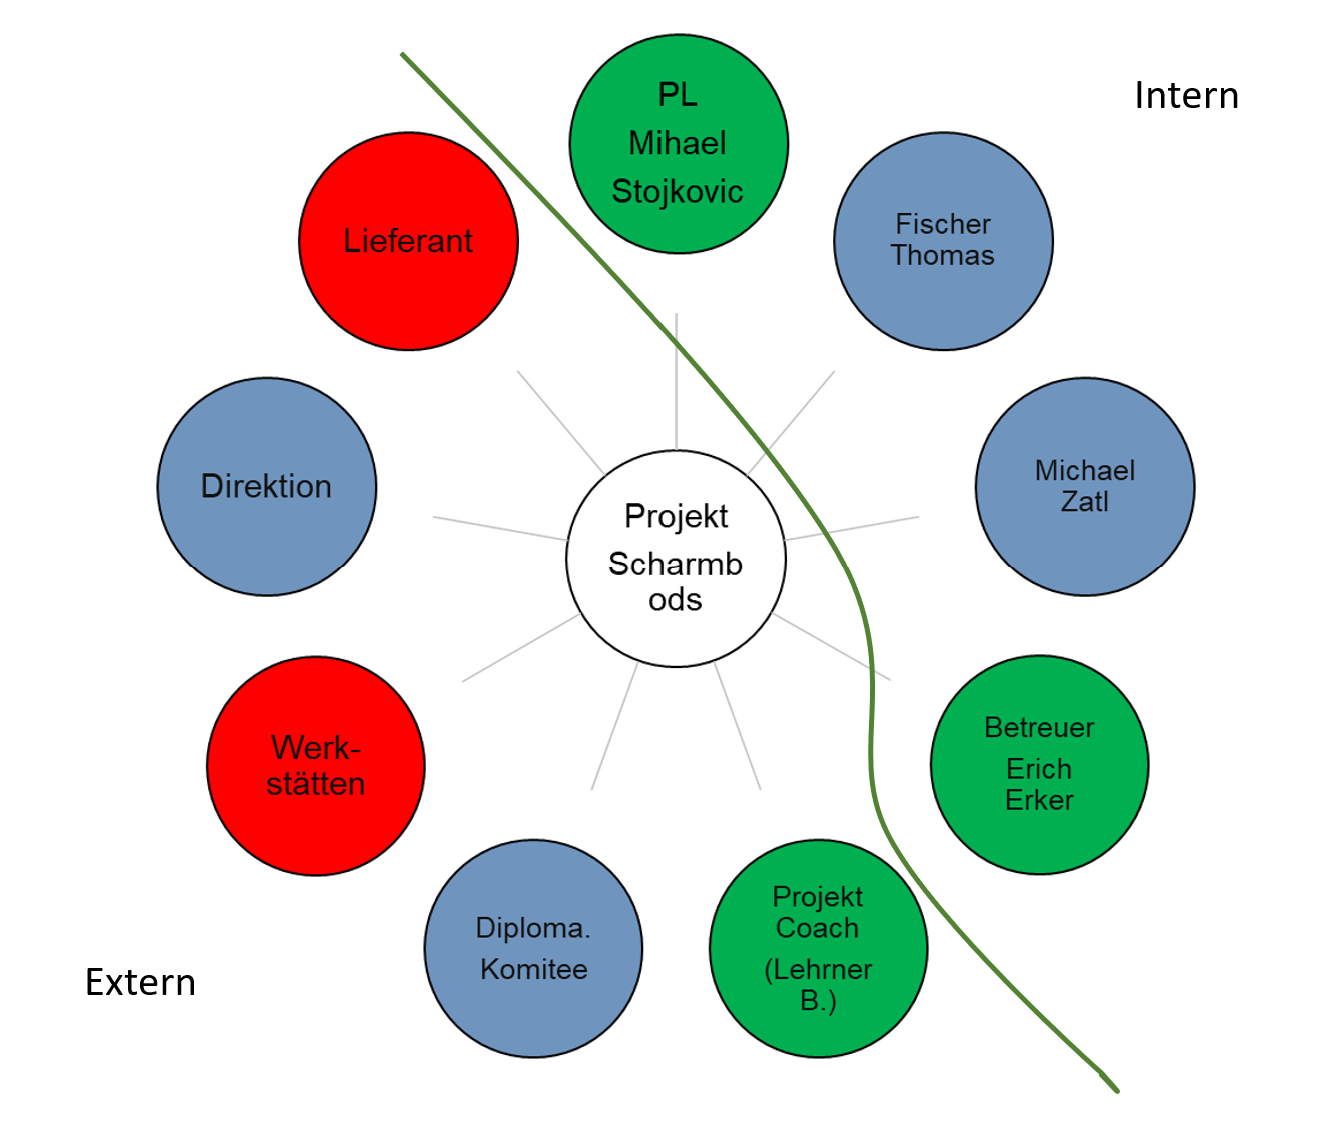 PL
Mihael
Stojkovic
Intern
Fischer
Thomas
Lieferant
Michael
Zatl
Direktion
Projekt
Scharmb
ods
Betreuer
Erich
Erker
Werk-
stätten
Projekt
Coach
(Lehrner
B.)
Diploma.
Komitee
Extern